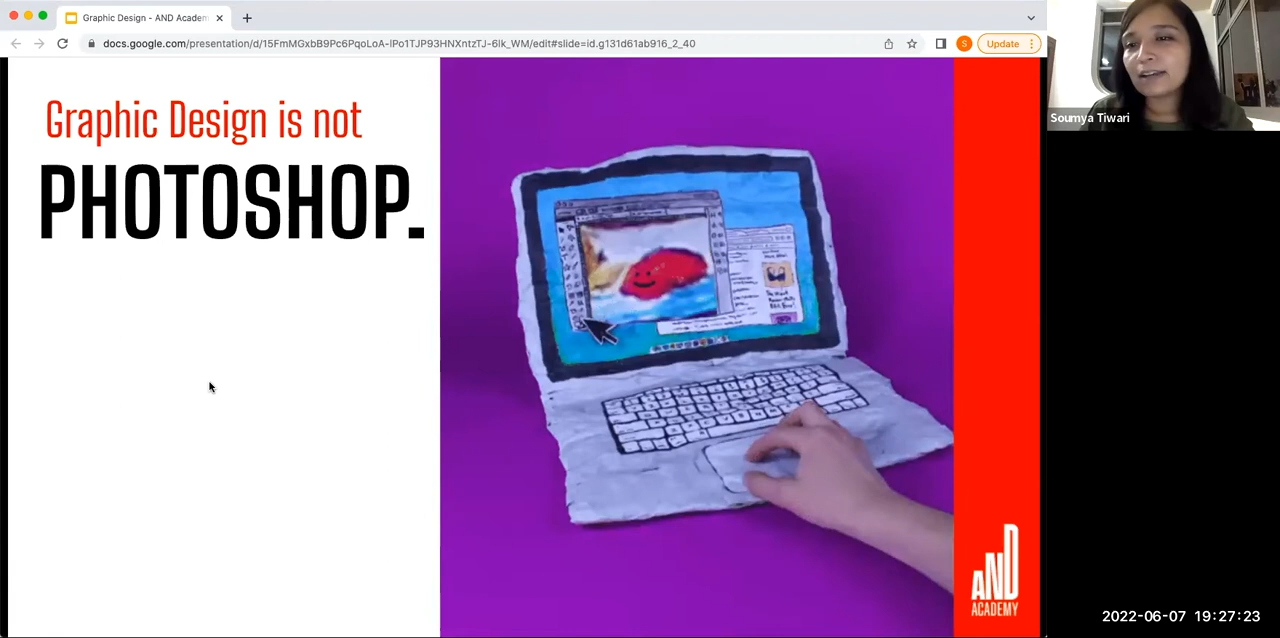 Graphic Design - AND Academ
docs.google.com/presentation/d/15FmMGxbB9Pc6PqoLoA-lPo1TJP93HNXntzTJ-6lk_WM/edit#slide=id.g131d61ab916_2_40
S
Update
Soumya Tiwari
Graphic Design is not
PHOTOSHOP.
AND
ACADEMY
2022-06-07 19:27:23